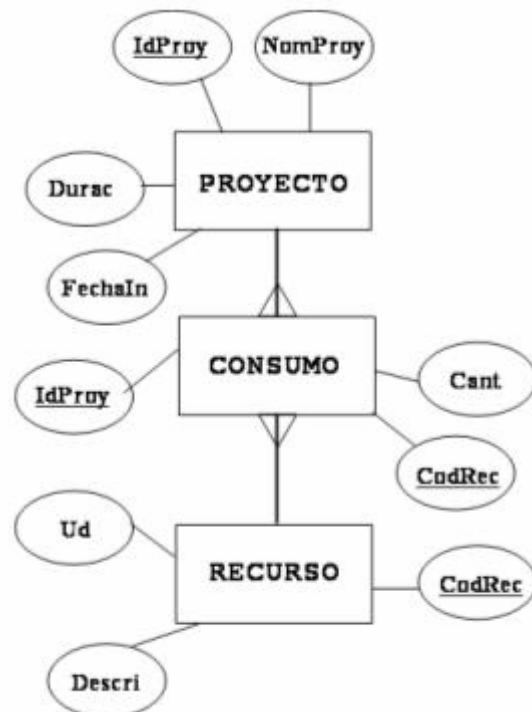 IdProy
NomProy
PROYECTO
Durac
FechaIn
CONSUMO
Cant
IdProy
CodRec
Ud
RECURSO
CodRec
Descri